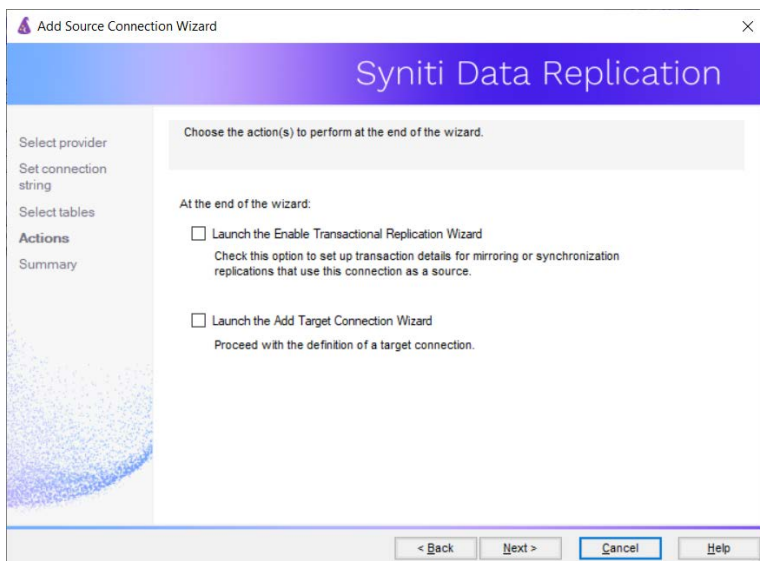 Add Source Connection Wizard
Syniti Data Replication
Select provider
Set connection
string
Select tables
Actions
Summary
Choose the action(s) to perform at the end of the wizard.
At the end of the wizard:
Launch the Enable Transactional Replication Wizard
Check this option to set up transaction details for mirroring or synchronization
replications that use this connection as a source.
Launch the Add Target Connection Wizard
Proceed with the definition of a target connection.
< Back Next > Cancel Help